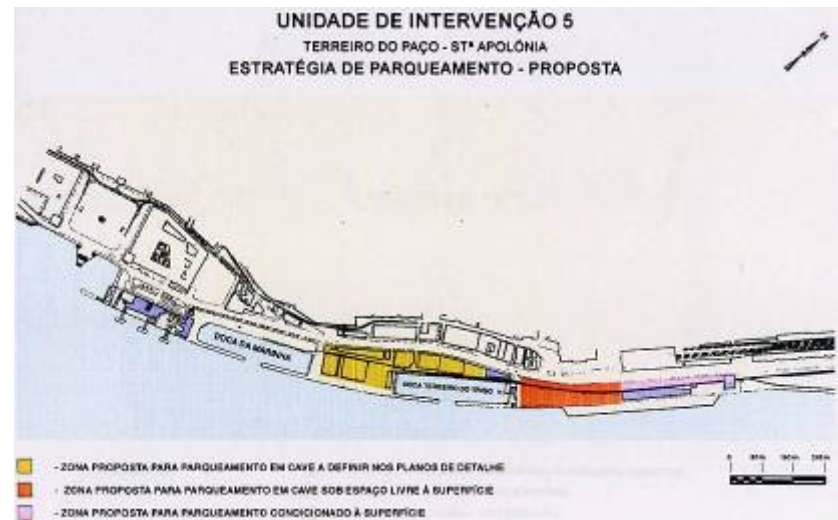 UNIDADE DE INTERVENÇÃO 5
TERREIRO DO PAÇO - STª APOLÓNIA
ESTRATÉGIA DE PARQUEAMENTO - PROPOSTA
DOCA DA MARINHA
DOCA TERREIRO DO TRIGO
- ZONA PROPOSTA PARA PARQUEAMENTO EM CAVE A DEFINIR NOS PLANOS DE DETALHE
- ZONA PROPOSTA PARA PARQUEAMENTO EM CAVE SOB ESPAÇO LIVRE À SUPERFÍCIE
- ZONA PROPOSTA PARA PARQUEAMENTO CONDICIONADO À SUPERFÍCIE